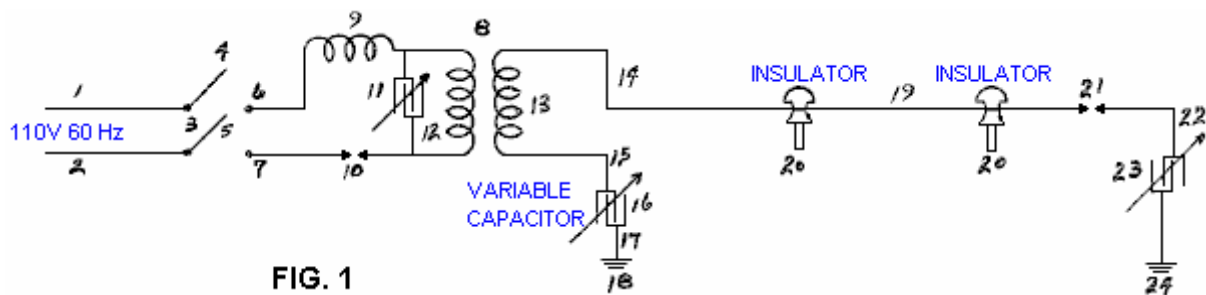 9 8
4
1 6 11 14 INSULATOR 19 INSULATOR 21
110V 60 Hz 3 5 12 13 22
2 7 10 15 20 20 23
VARIABLE
CAPACITOR 16
17
FIG. 1 18 24